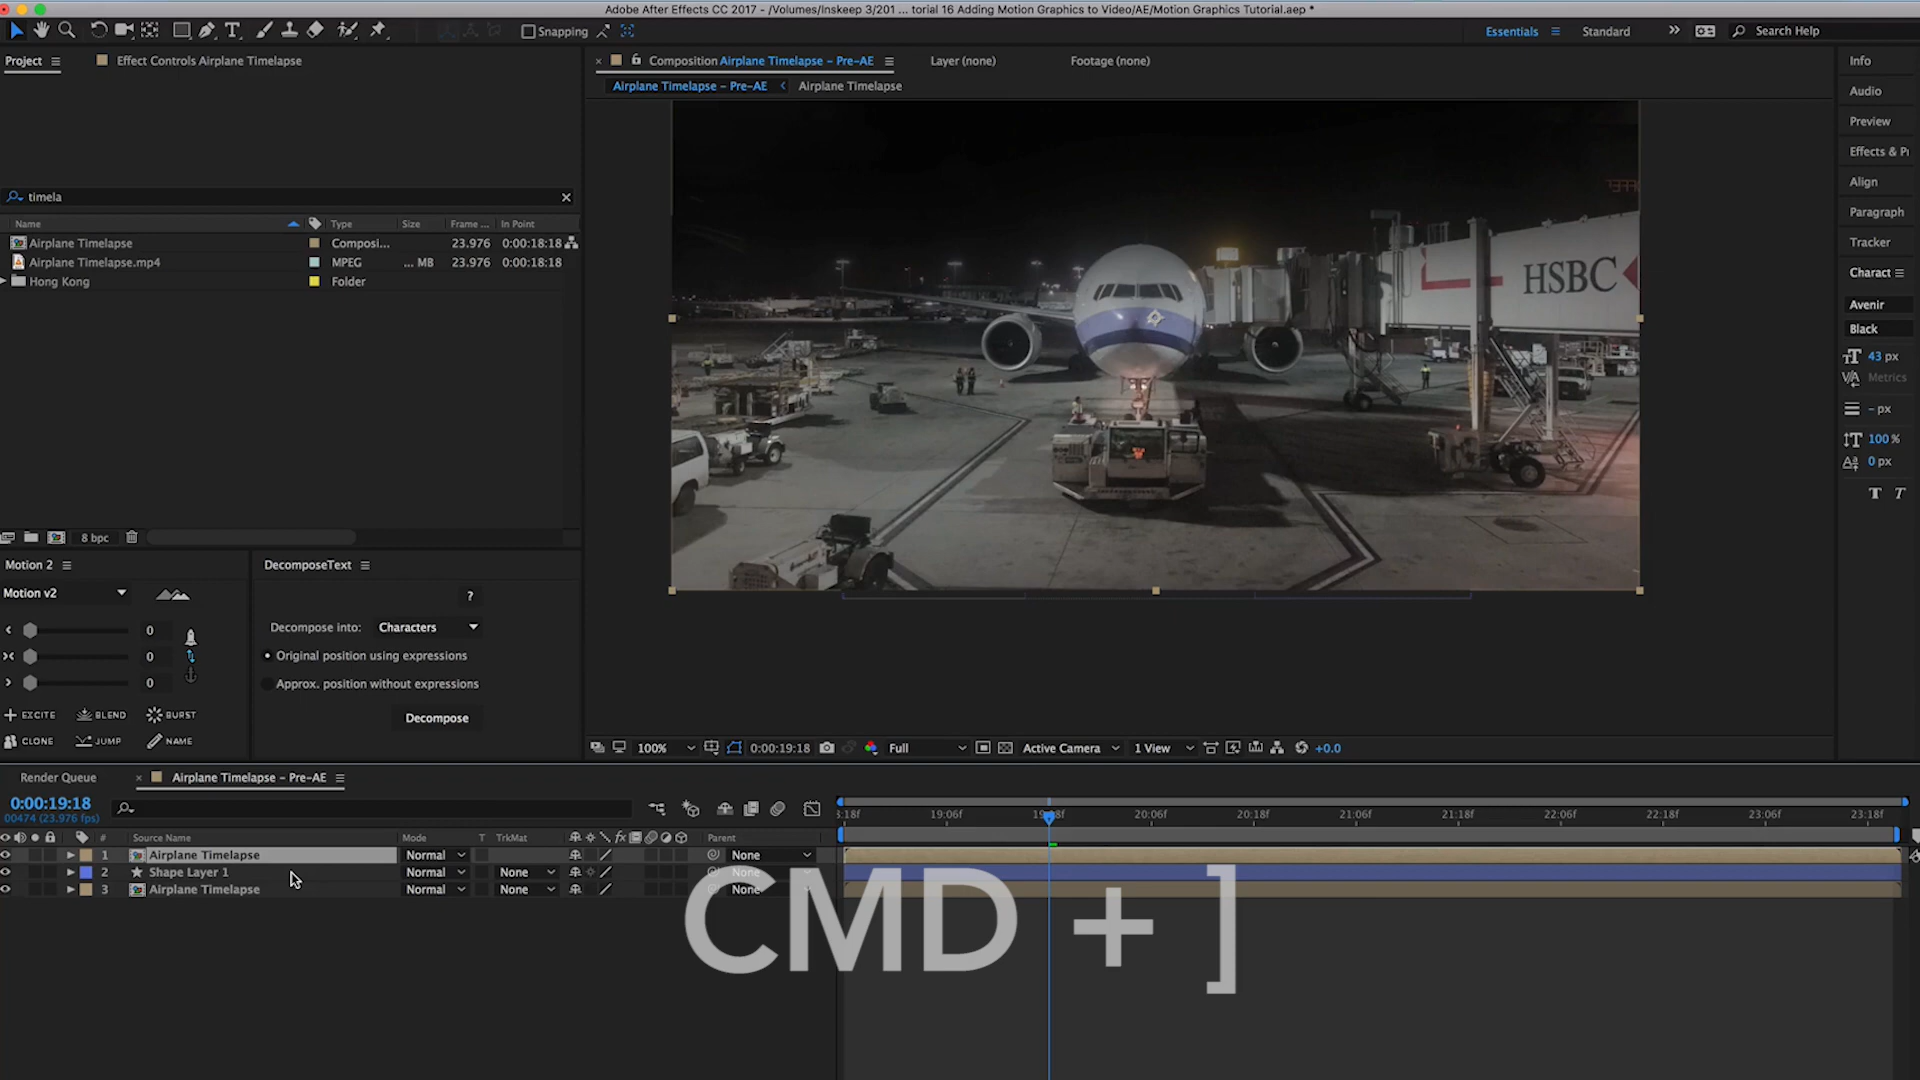 Adobe After Effects CC 2017 - /Volumes/Inskeep 3/201 ... torial 16 Adding Motion Graphics to Video/AE/Motion Graphics Tutorial.aep *
Snapping
Essentials
Standard
Search Help
Project
Effect Controls Airplane Timelapse
Composition Airplane Timelapse – Pre-AE
Layer (none)
Footage (none)
Info
Airplane Timelapse – Pre-AE
Airplane Timelapse
Audio
Preview
Effects & Pr
Align
Paragraph
Tracker
Charact
Avenir
Black
43 px
Metrics
– px
100 %
0 px
T T
timela
Name Type Size Frame ... In Point
Airplane Timelapse Composi... 23.976 0:00:18:18
Airplane Timelapse.mp4 MPEG ... MB 23.976 0:00:18:18
Hong Kong Folder
HSBC
8 bpc
Motion 2
DecomposeText
Motion v2
?
Decompose into: Characters
0
Original position using expressions
0
Approx. position without expressions
0
EXCITE BLEND BURST
Decompose
CLONE JUMP NAME
100% 0:00:19:18 Full Active Camera 1 View +0.0
Render Queue
Airplane Timelapse – Pre-AE
0:00:19:18
00474 (23.976 fps)
:18f 19:06f 19:18f 20:06f 20:18f 21:06f 21:18f 22:06f 22:18f 23:06f 23:18f
# Source Name Mode T TrkMat fx Parent
1 Airplane Timelapse Normal None
2 Shape Layer 1 Normal None None
3 Airplane Timelapse Normal None None
CMD + ]